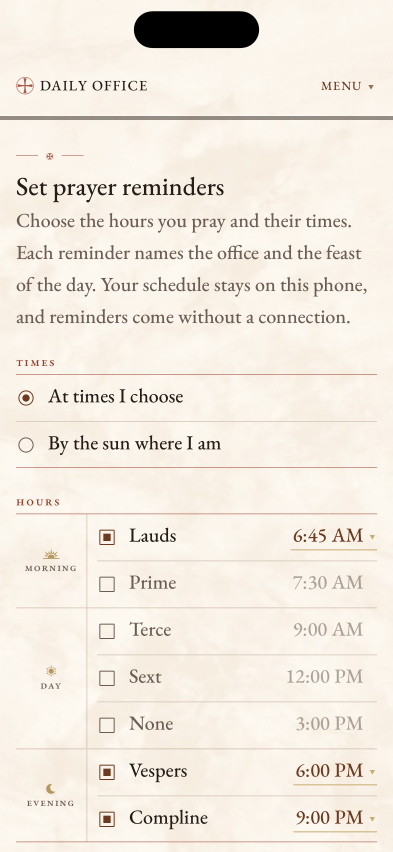 DAILY OFFICE
MENU
Set prayer reminders
Choose the hours you pray and their times.
Each reminder names the office and the feast
of the day. Your schedule stays on this phone,
and reminders come without a connection.
TIMES
At times I choose
By the sun where I am
HOURS
MORNING
Lauds 6:45 AM
Prime 7:30 AM
DAY
Terce 9:00 AM
Sext 12:00 PM
None 3:00 PM
EVENING
Vespers 6:00 PM
Compline 9:00 PM